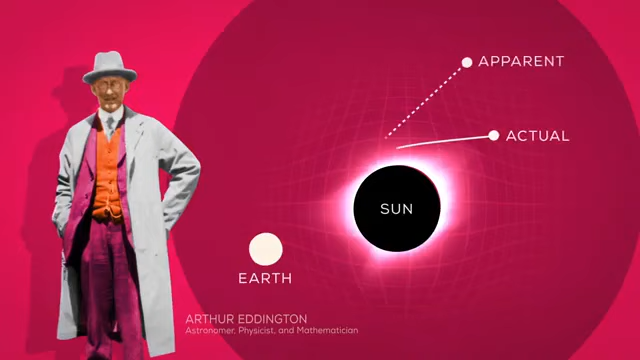 APPARENT
ACTUAL
SUN
EARTH
ARTHUR EDDINGTON
Astronomer, Physicist, and Mathematician